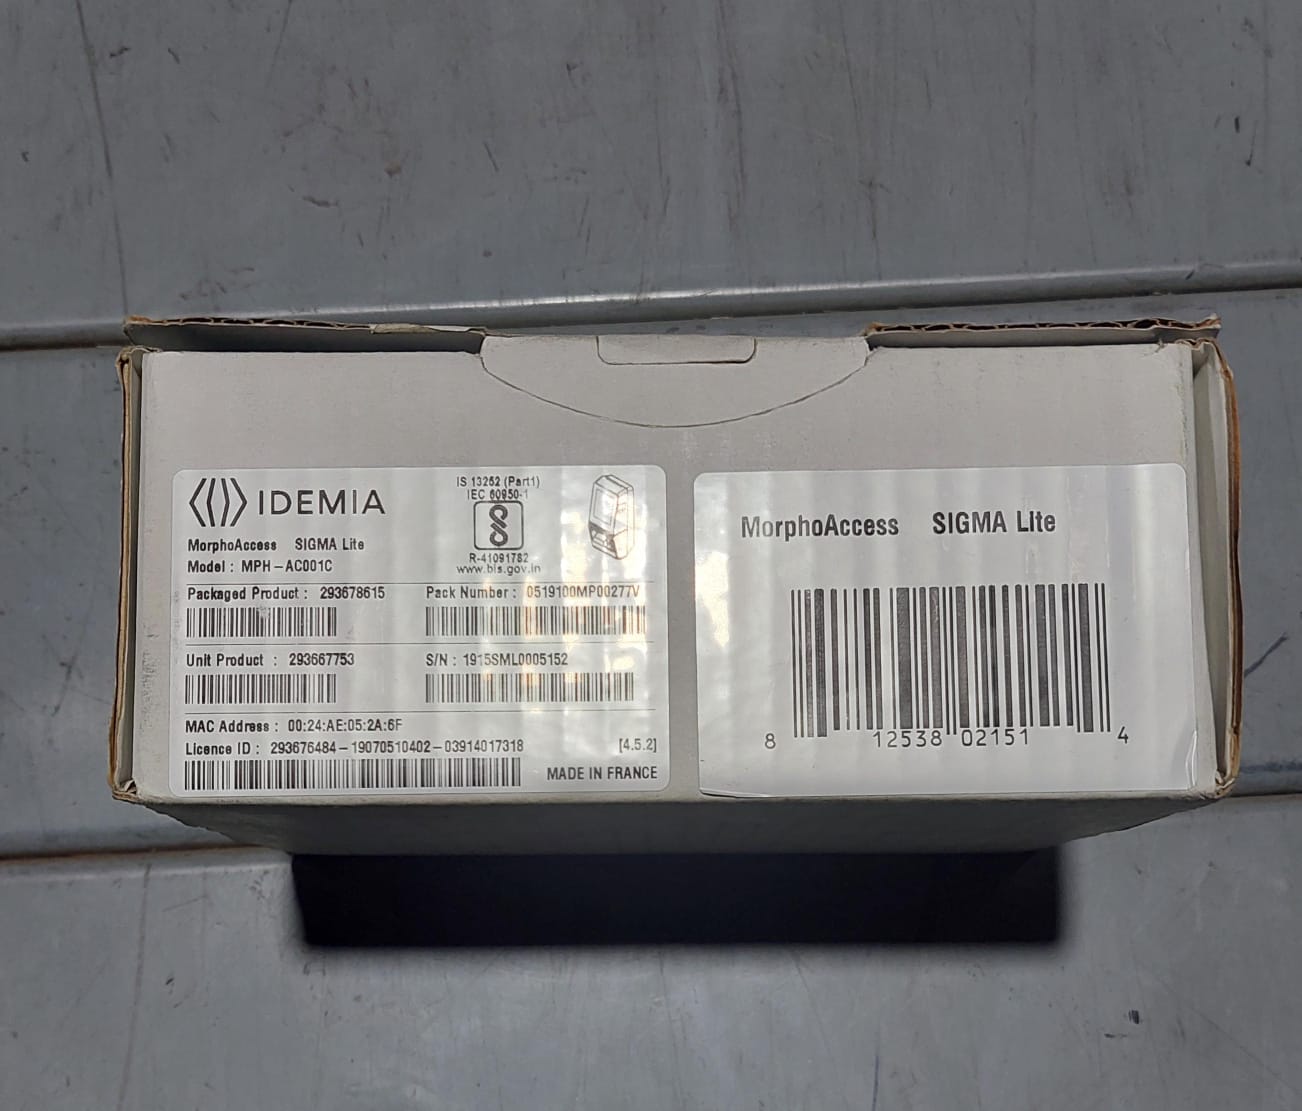 IDEMIA
MorphoAccess SIGMA Lite
Model : MPH-AC001C
IS 13252 (Part1)
IEC 60950-1
R-41091782
www.bis.gov.in
Packaged Product : 293678615
Pack Number : 0519100MP00277V
Unit Product : 293667753
S/N : 1915SML0005152
MAC Address : 00:24:AE:05:2A:6F
Licence ID : 293676484-19070510402-03914017318
[4.5.2]
MADE IN FRANCE
MorphoAccess SIGMA Lite
8 12538 02151 4